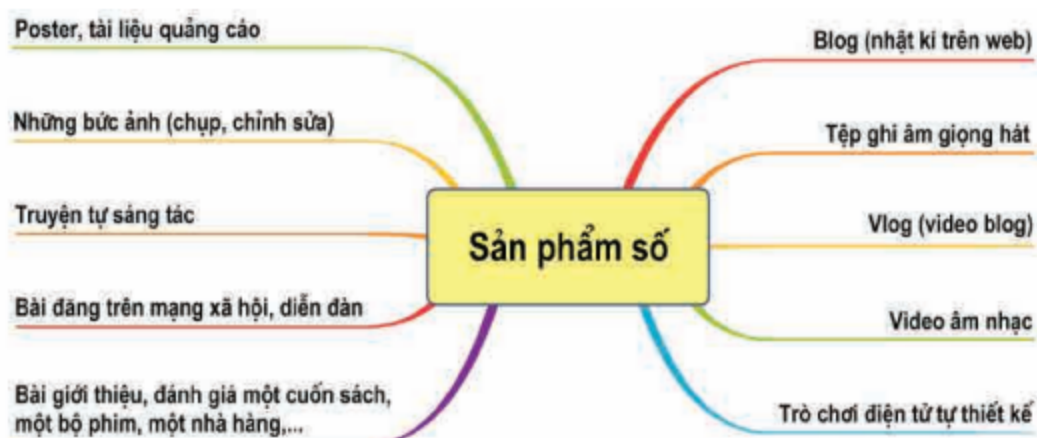 Poster, tài liệu quảng cáo
Những bức ảnh (chụp, chỉnh sửa)
Truyện tự sáng tác
Bài đăng trên mạng xã hội, diễn đàn
Bài giới thiệu, đánh giá một cuốn sách,
một bộ phim, một nhà hàng,...
Sản phẩm số
Blog (nhật kí trên web)
Tệp ghi âm giọng hát
Vlog (video blog)
Video âm nhạc
Trò chơi điện tử tự thiết kế